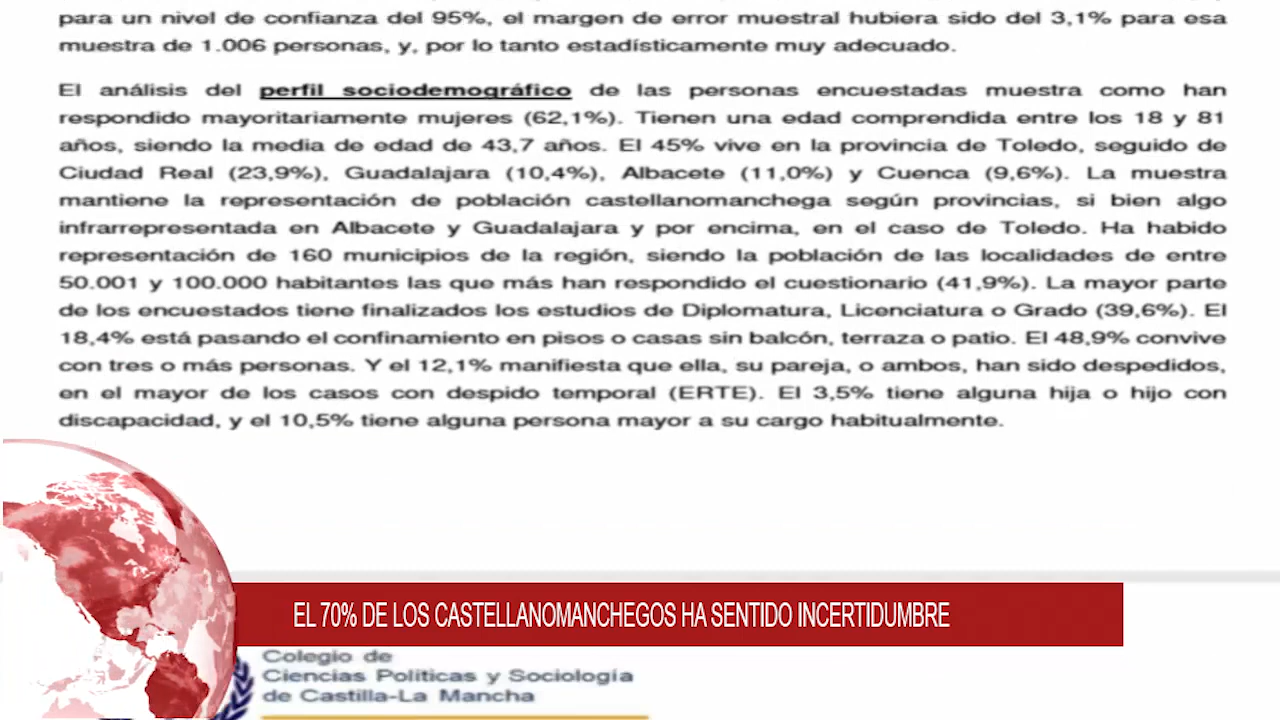 para un nivel de confianza del 95%, el margen de error muestral hubiera sido del 3,1% para esa
muestra de 1.006 personas, y, por lo tanto estadísticamente muy adecuado.
El análisis del perfil sociodemográfico de las personas encuestadas muestra como han
respondido mayoritariamente mujeres (62,1%). Tienen una edad comprendida entre los 18 y 81
años, siendo la media de edad de 43,7 años. El 45% vive en la provincia de Toledo, seguido de
Ciudad Real (23,9%), Guadalajara (10,4%), Albacete (11,0%) y Cuenca (9,6%). La muestra
mantiene la representación de población castellanomanchega según provincias, si bien algo
infrarrepresentada en Albacete y Guadalajara y por encima, en el caso de Toledo. Ha habido
representación de 160 municipios de la región, siendo la población de las localidades de entre
50.001 y 100.000 habitantes las que más han respondido el cuestionario (41,9%). La mayor parte
de los encuestados tiene finalizados los estudios de Diplomatura, Licenciatura o Grado (39,6%). El
18,4% está pasando el confinamiento en pisos o casas sin balcón, terraza o patio. El 48,9% convive
con tres o más personas. Y el 12,1% manifiesta que ella, su pareja, o ambos, han sido despedidos,
en el mayor de los casos con despido temporal (ERTE). El 3,5% tiene alguna hija o hijo con
discapacidad, y el 10,5% tiene alguna persona mayor a su cargo habitualmente.
EL 70% DE LOS CASTELLANOMANCHEGOS HA SENTIDO INCERTIDUMBRE
Colegio de
Ciencias Políticas y Sociología
de Castilla-La Mancha